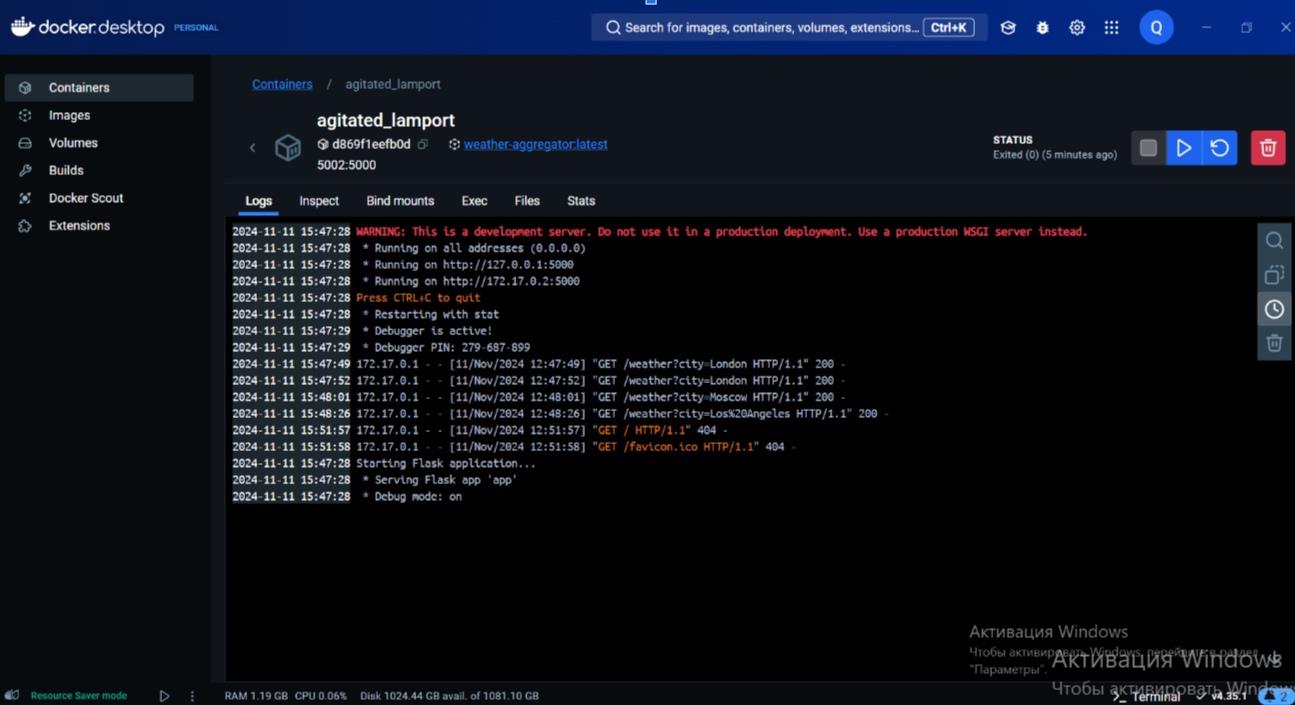 docker desktop PERSONAL
Search for images, containers, volumes, extensions... Ctrl+K
Q
Containers
Images
Volumes
Builds
Docker Scout
Extensions
Containers / agitated_lamport
agitated_lamport
d869f1eefb0d weather-aggregator:latest
5002:5000
STATUS
Exited (0) (5 minutes ago)
Logs Inspect Bind mounts Exec Files Stats
2024-11-11 15:47:28 WARNING: This is a development server. Do not use it in a production deployment. Use a production WSGI server instead.
2024-11-11 15:47:28 * Running on all addresses (0.0.0.0)
2024-11-11 15:47:28 * Running on http://127.0.0.1:5000
2024-11-11 15:47:28 * Running on http://172.17.0.2:5000
2024-11-11 15:47:28 Press CTRL+C to quit
2024-11-11 15:47:28 * Restarting with stat
2024-11-11 15:47:29 * Debugger is active!
2024-11-11 15:47:29 * Debugger PIN: 279-687-899
2024-11-11 15:47:49 172.17.0.1 - - [11/Nov/2024 12:47:49] "GET /weather?city=London HTTP/1.1" 200 -
2024-11-11 15:47:52 172.17.0.1 - - [11/Nov/2024 12:47:52] "GET /weather?city=London HTTP/1.1" 200 -
2024-11-11 15:48:01 172.17.0.1 - - [11/Nov/2024 12:48:01] "GET /weather?city=Moscow HTTP/1.1" 200 -
2024-11-11 15:48:26 172.17.0.1 - - [11/Nov/2024 12:48:26] "GET /weather?city=Los%20Angeles HTTP/1.1" 200 -
2024-11-11 15:51:57 172.17.0.1 - - [11/Nov/2024 12:51:57] "GET / HTTP/1.1" 404 -
2024-11-11 15:51:58 172.17.0.1 - - [11/Nov/2024 12:51:58] "GET /favicon.ico HTTP/1.1" 404 -
2024-11-11 15:47:28 Starting Flask application...
2024-11-11 15:47:28 * Serving Flask app 'app'
2024-11-11 15:47:28 * Debug mode: on
Активация Windows
Чтобы активировать Windows, перейдите в раздел
"Параметры".
Активация Windows
Чтобы активировать Windows
Resource Saver mode
RAM 1.19 GB CPU 0.06% Disk 1024.44 GB avail. of 1081.10 GB
Terminal v4.35.1 2